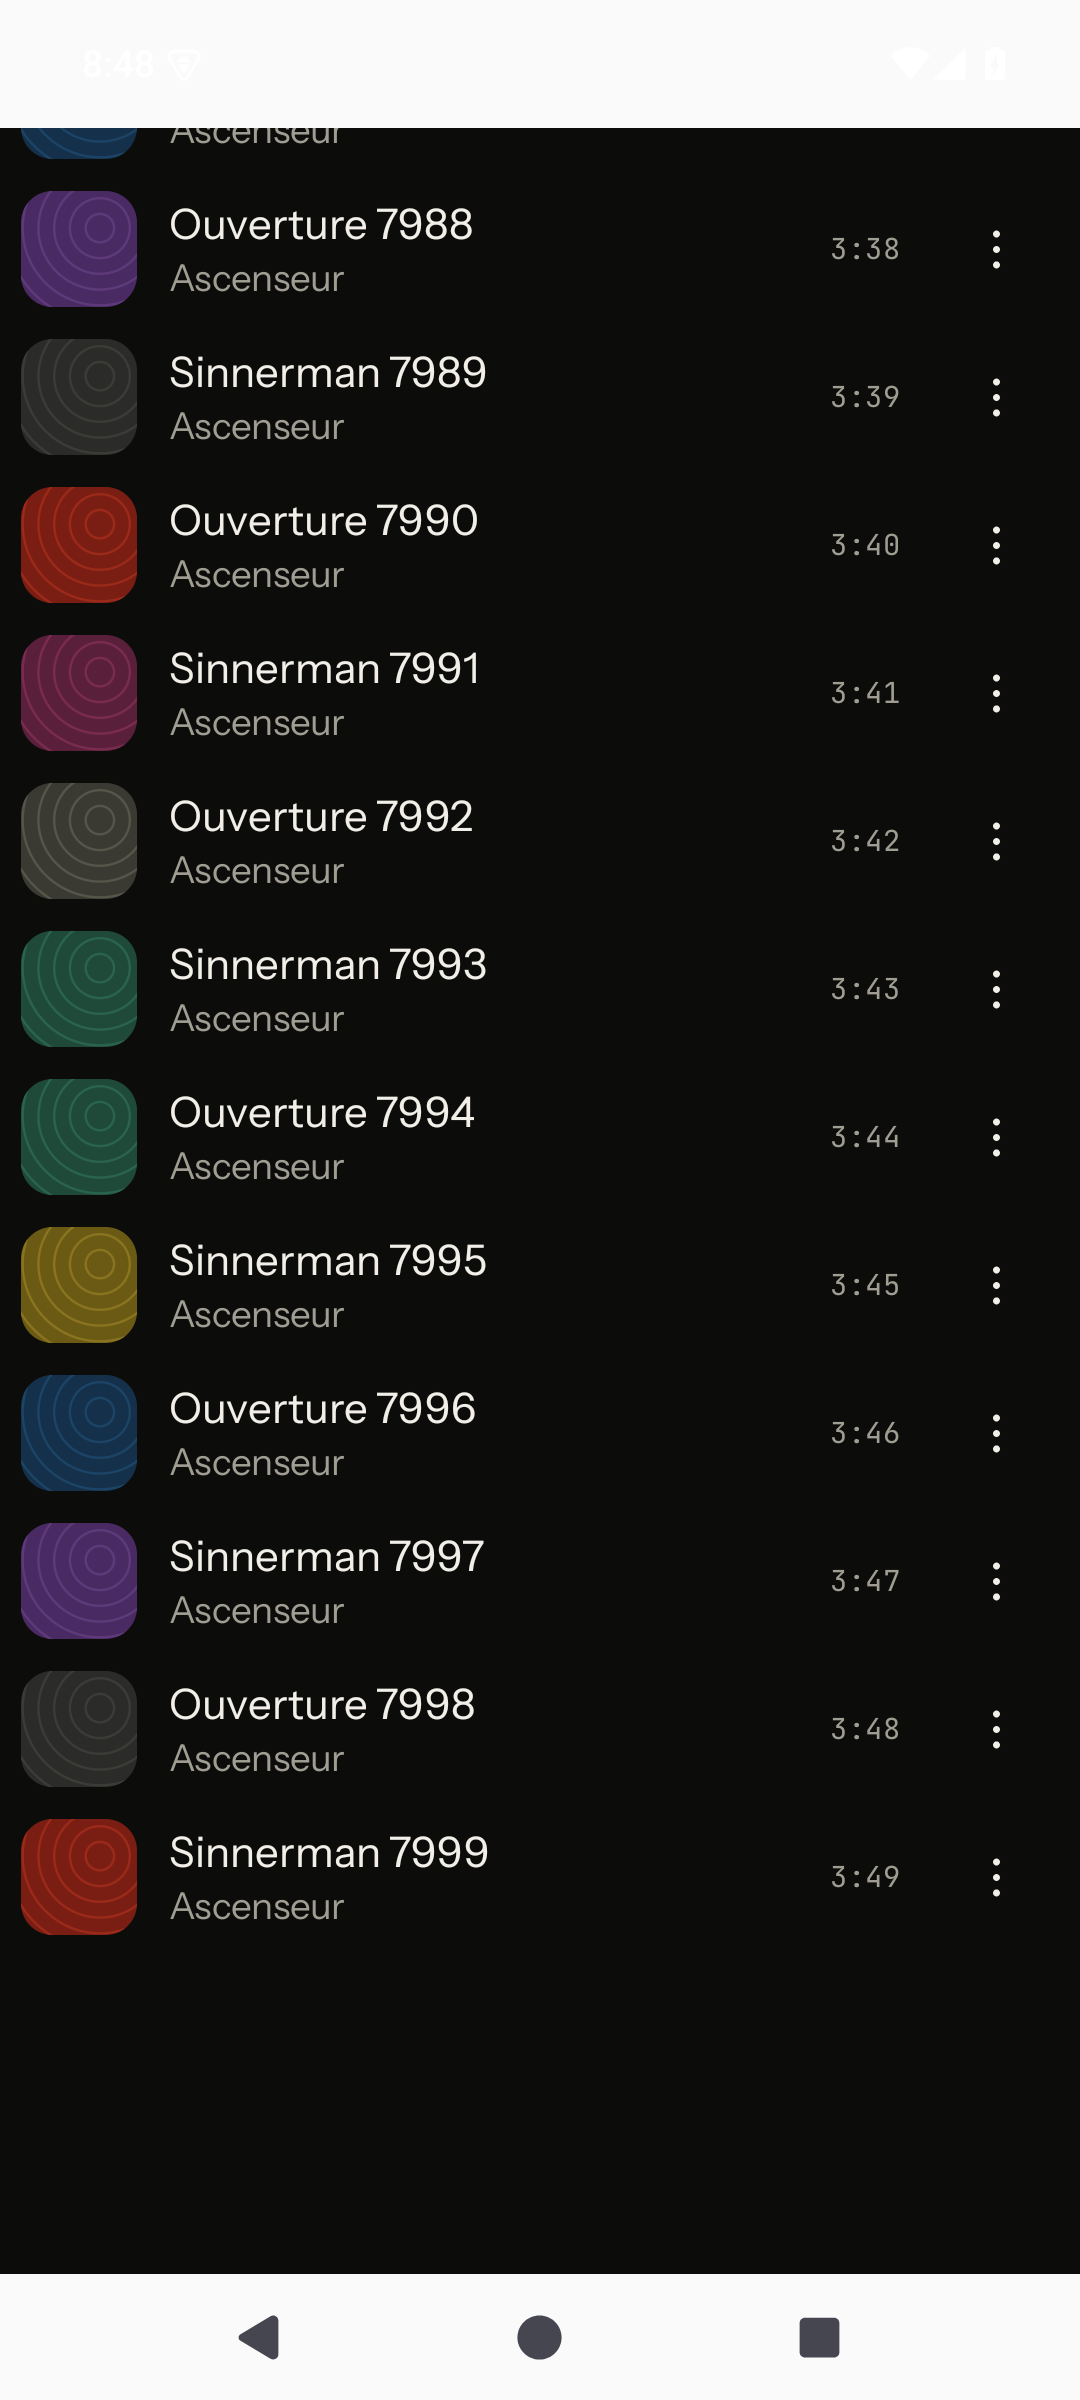 8:48
Ascenseur
Ouverture 7988
Ascenseur
3:38
Sinnerman 7989
Ascenseur
3:39
Ouverture 7990
Ascenseur
3:40
Sinnerman 7991
Ascenseur
3:41
Ouverture 7992
Ascenseur
3:42
Sinnerman 7993
Ascenseur
3:43
Ouverture 7994
Ascenseur
3:44
Sinnerman 7995
Ascenseur
3:45
Ouverture 7996
Ascenseur
3:46
Sinnerman 7997
Ascenseur
3:47
Ouverture 7998
Ascenseur
3:48
Sinnerman 7999
Ascenseur
3:49